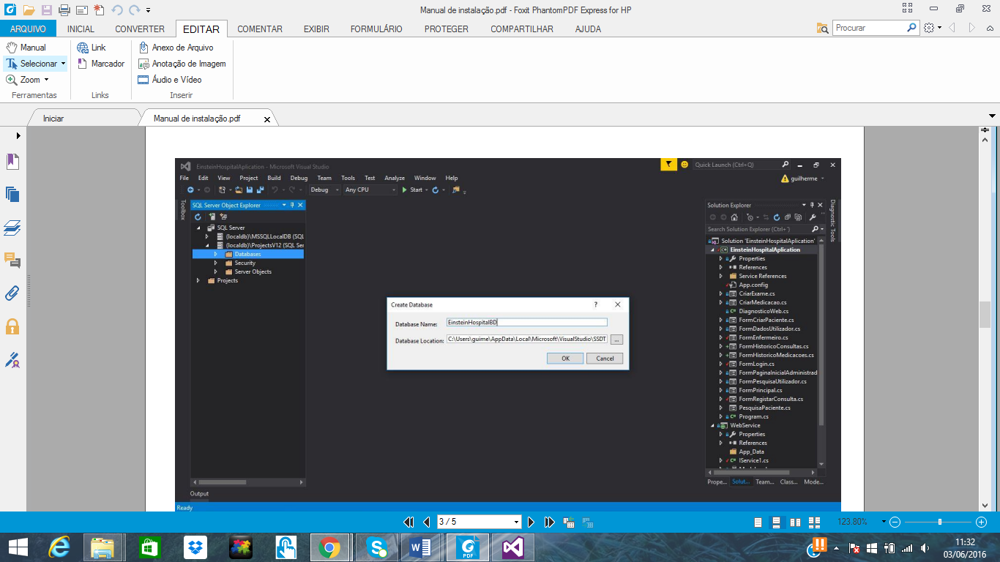 Manual de instalação.pdf - Foxit PhantomPDF Express for HP
ARQUIVO INICIAL CONVERTER EDITAR COMENTAR EXIBIR FORMULÁRIO PROTEGER COMPARTILHAR AJUDA
Procurar
Manual Link Anexo de Arquivo
Selecionar Marcador Anotação de Imagem
Zoom Áudio e Vídeo
Ferramentas Links Inserir
Iniciar Manual de instalação.pdf
EinsteinHospitalAplication - Microsoft Visual Studio
Quick Launch (Ctrl+Q)
File Edit View Project Build Debug Team Tools Test Analyze Window Help
guilherme
Debug Any CPU Start
Toolbox
SQL Server Object Explorer
SQL Server
(localdb)\MSSQLLocalDB (SQL
(localdb)\ProjectsV12 (SQL Ser
Databases
Security
Server Objects
Projects
Create Database
?
Database Name: EinsteinHospitalBD
Database Location: C:\Users\guime\AppData\Local\Microsoft\VisualStudio\SSDT
...
OK Cancel
Solution Explorer
Search Solution Explorer (Ctrl+´)
Solution 'EinsteinHospitalAplication'
EinsteinHospitalAplication
Properties
References
Service References
App.config
CriarExame.cs
CriarMedicacao.cs
DiagnosticoWeb.cs
FormCriarPaciente.cs
FormDadosUtilizador.cs
FormEnfermeiro.cs
FormHistoricoConsultas.cs
FormHistoricoMedicacoes.cs
FormLogin.cs
FormPaginaInicialAdministrad
FormPesquisaUtilizador.cs
FormPrincipal.cs
FormRegistarConsulta.cs
PesquisaPaciente.cs
Program.cs
WebService
Properties
References
App_Data
IService1.cs
Prope... Solut... Team... Class... Mode...
Diagnostic Tools
Output
Ready
3 / 5
123.80%
PDF
11:32
03/06/2016